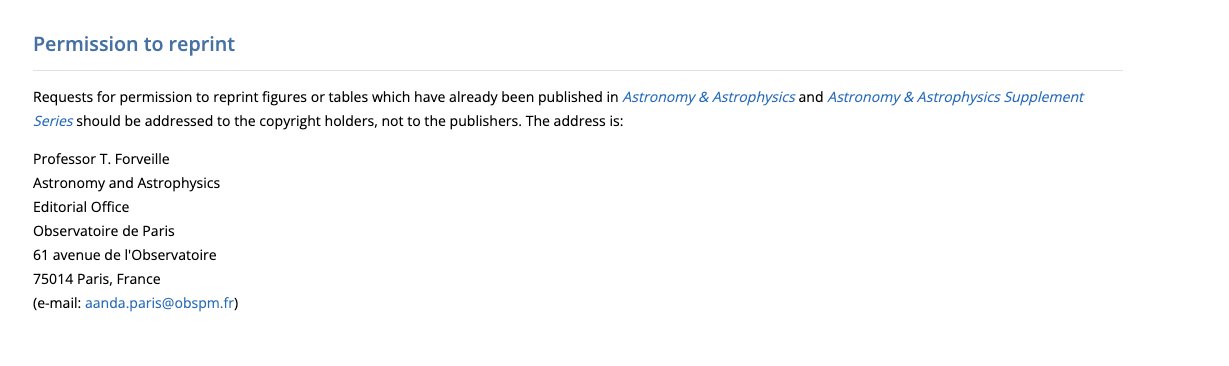 Permission to reprint
Requests for permission to reprint figures or tables which have already been published in Astronomy & Astrophysics and Astronomy & Astrophysics Supplement
Series should be addressed to the copyright holders, not to the publishers. The address is:
Professor T. Forveille
Astronomy and Astrophysics
Editorial Office
Observatoire de Paris
61 avenue de l'Observatoire
75014 Paris, France
(e-mail: aanda.paris@obspm.fr)